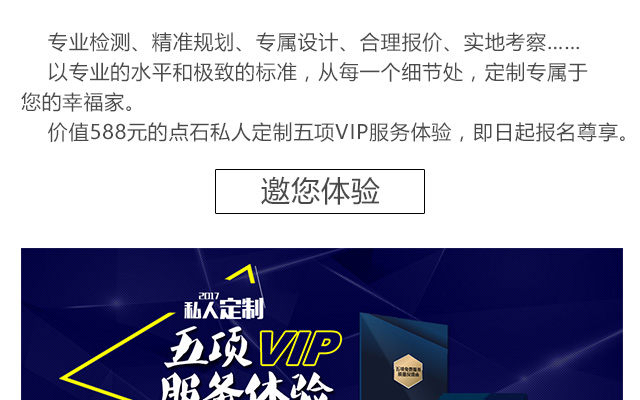 专业检测、精准规划、专属设计、合理报价、实地考察……
以专业的水平和极致的标准，从每一个细节处，定制专属于
您的幸福家。
价值588元的点石私人定制五项VIP服务体验，即日起报名尊享。
邀您体验
2017
私人定制
五项VIP
服务体验